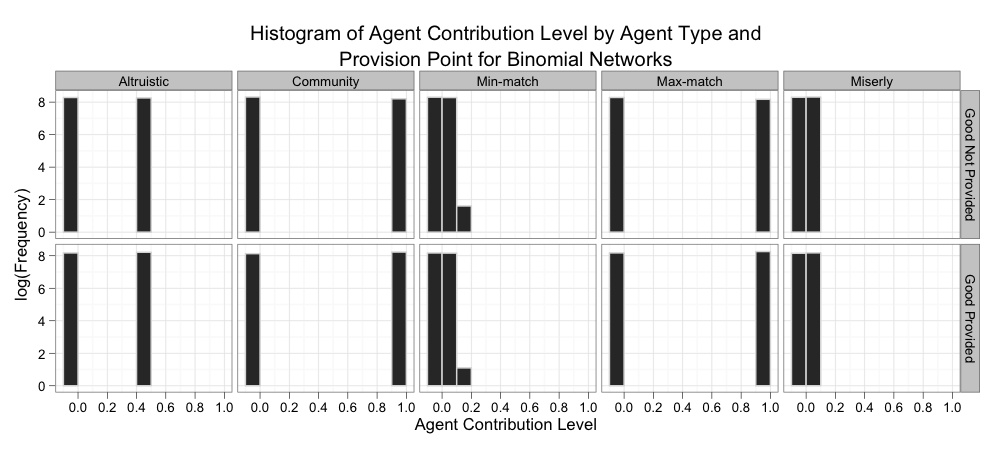 Histogram of Agent Contribution Level by Agent Type and
Provision Point for Binomial Networks
Altruistic Community Min-match Max-match Miserly
8
6
4
2
0
Good Not Provided
log(Frequency)
8
6
4
2
0
Good Provided
0.0 0.2 0.4 0.6 0.8 1.0 0.0 0.2 0.4 0.6 0.8 1.0 0.0 0.2 0.4 0.6 0.8 1.0 0.0 0.2 0.4 0.6 0.8 1.0 0.0 0.2 0.4 0.6 0.8 1.0
Agent Contribution Level